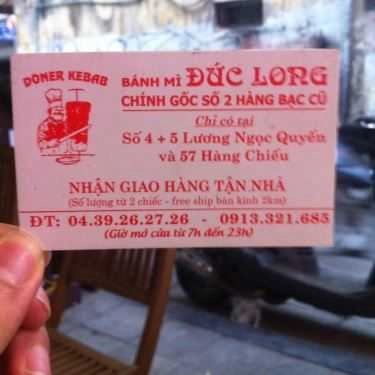 DONER KEBAB
BÁNH MÌ ĐỨC LONG
CHÍNH GỐC SỐ 2 HÀNG BẠC CŨ
Chỉ có tại
Số 4 + 5 Lương Ngọc Quyến
và 57 Hàng Chiếu
NHẬN GIAO HÀNG TẬN NHÀ
(Số lượng từ 2 chiếc - free ship bán kính 2km)
ĐT: 04.39.26.27.26 - 0913.321.685
(Giờ mở cửa từ 7h đến 23h)